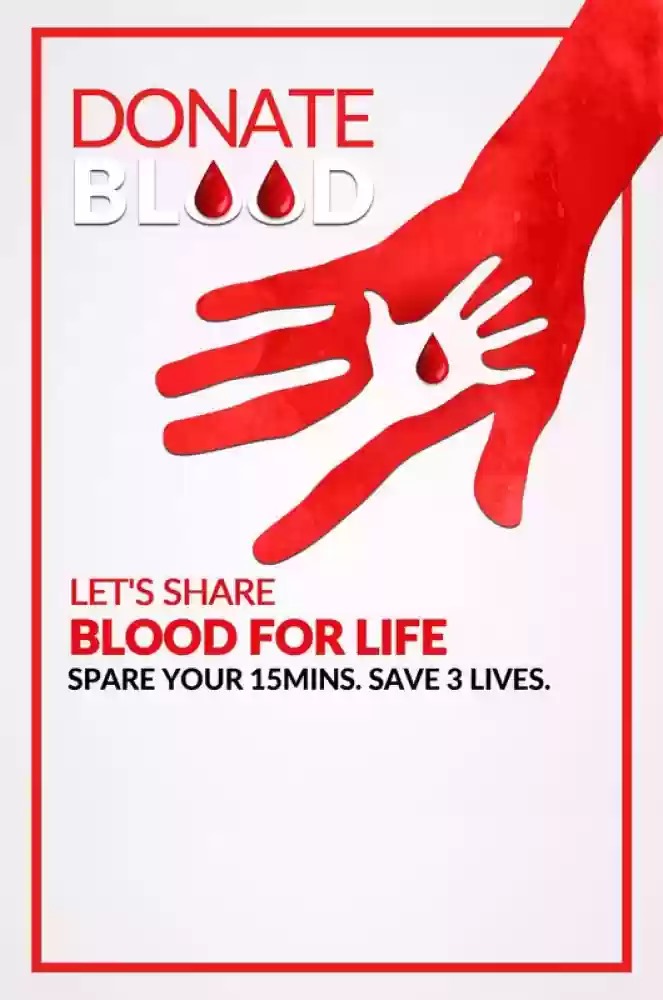 DONATE
BLOOD
LET'S SHARE
BLOOD FOR LIFE
SPARE YOUR 15MINS. SAVE 3 LIVES.